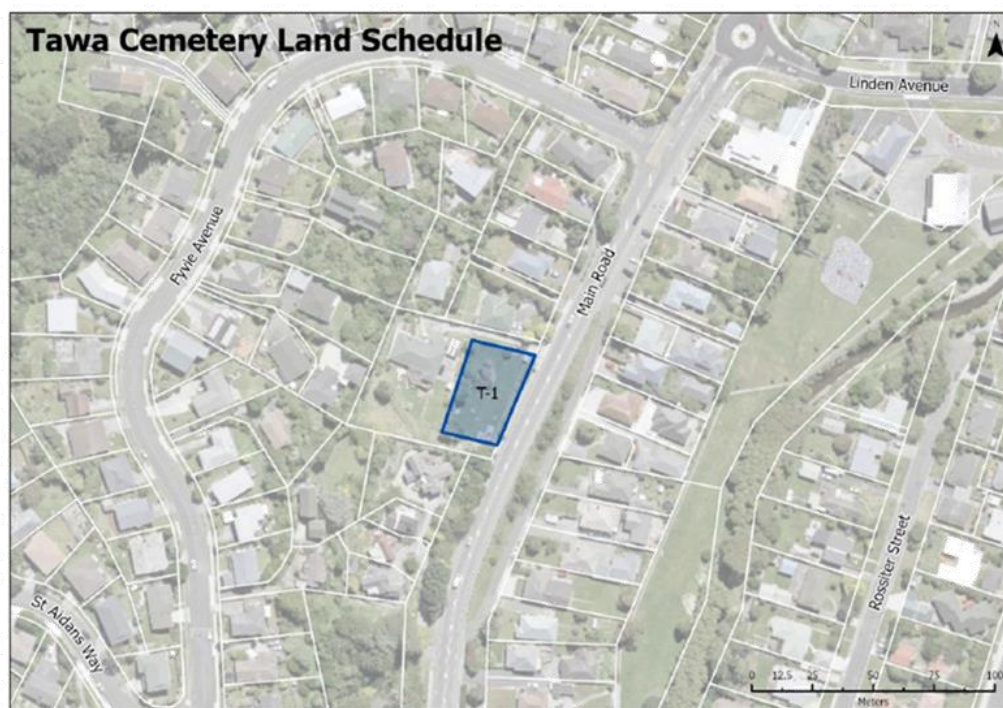 Tawa Cemetery Land Schedule
Linden Avenue
Fyvie Avenue
Main Road
T-1
Rossiter Street
St Aidans Way
0 12.5 25 50 75 100
Meters